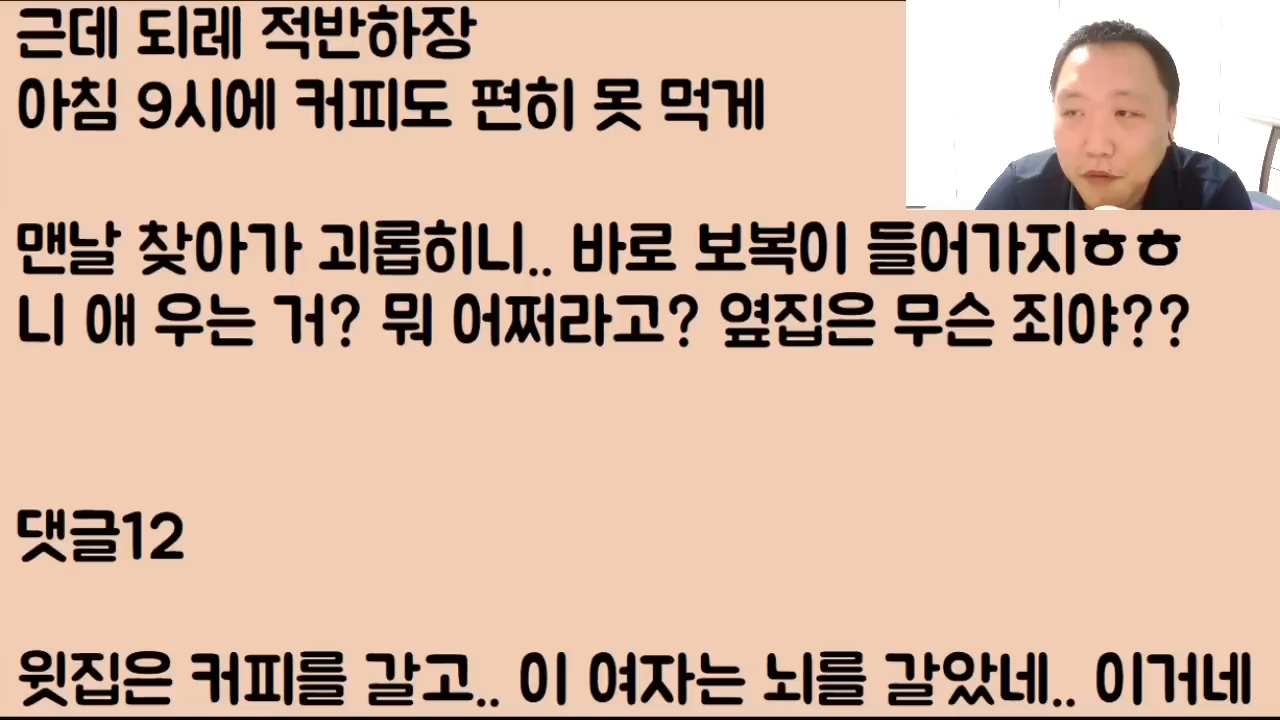 근데 되레 적반하장
아침 9시에 커피도 편히 못 먹게
맨날 찾아가 괴롭히니.. 바로 보복이 들어가지ㅎㅎ
니 애 우는 거? 뭐 어쩌라고? 옆집은 무슨 죄야??
댓글12
윗집은 커피를 갈고.. 이 여자는 뇌를 갈았네.. 이거네